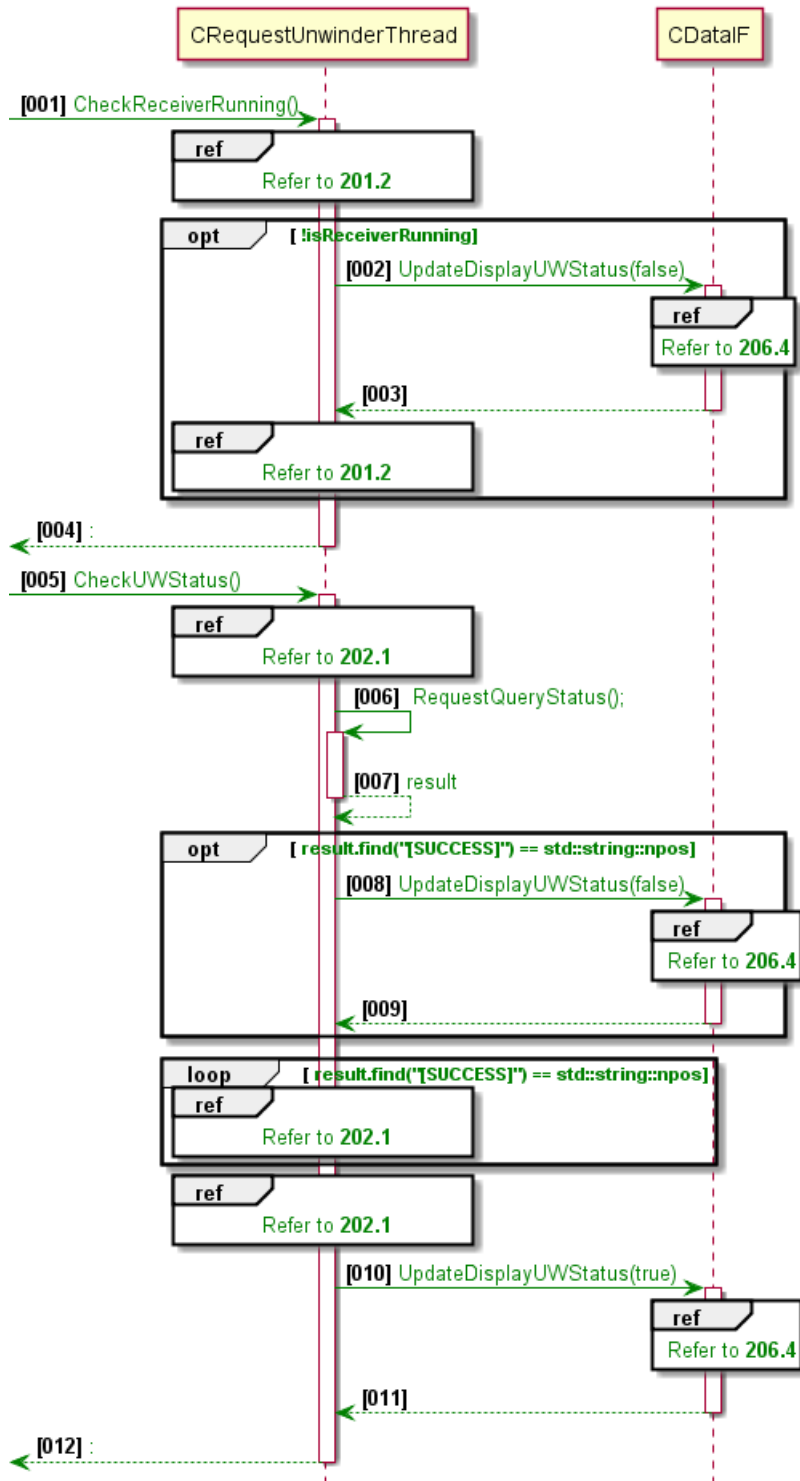 CRequestUnwinderThread
CDataIF
[001] CheckReceiverRunning()
ref
Refer to 201.2
opt
[ !isReceiverRunning]
[002] UpdateDisplayUWStatus(false)
ref
Refer to 206.4
[003]
ref
Refer to 201.2
[004] :
[005] CheckUWStatus()
ref
Refer to 202.1
[006] RequestQueryStatus();
[007] result
opt
[ result.find("[SUCCESS]") == std::string::npos]
[008] UpdateDisplayUWStatus(false)
ref
Refer to 206.4
[009]
loop
[ result.find("[SUCCESS]") == std::string::npos]
ref
Refer to 202.1
ref
Refer to 202.1
[010] UpdateDisplayUWStatus(true)
ref
Refer to 206.4
[011]
[012] :